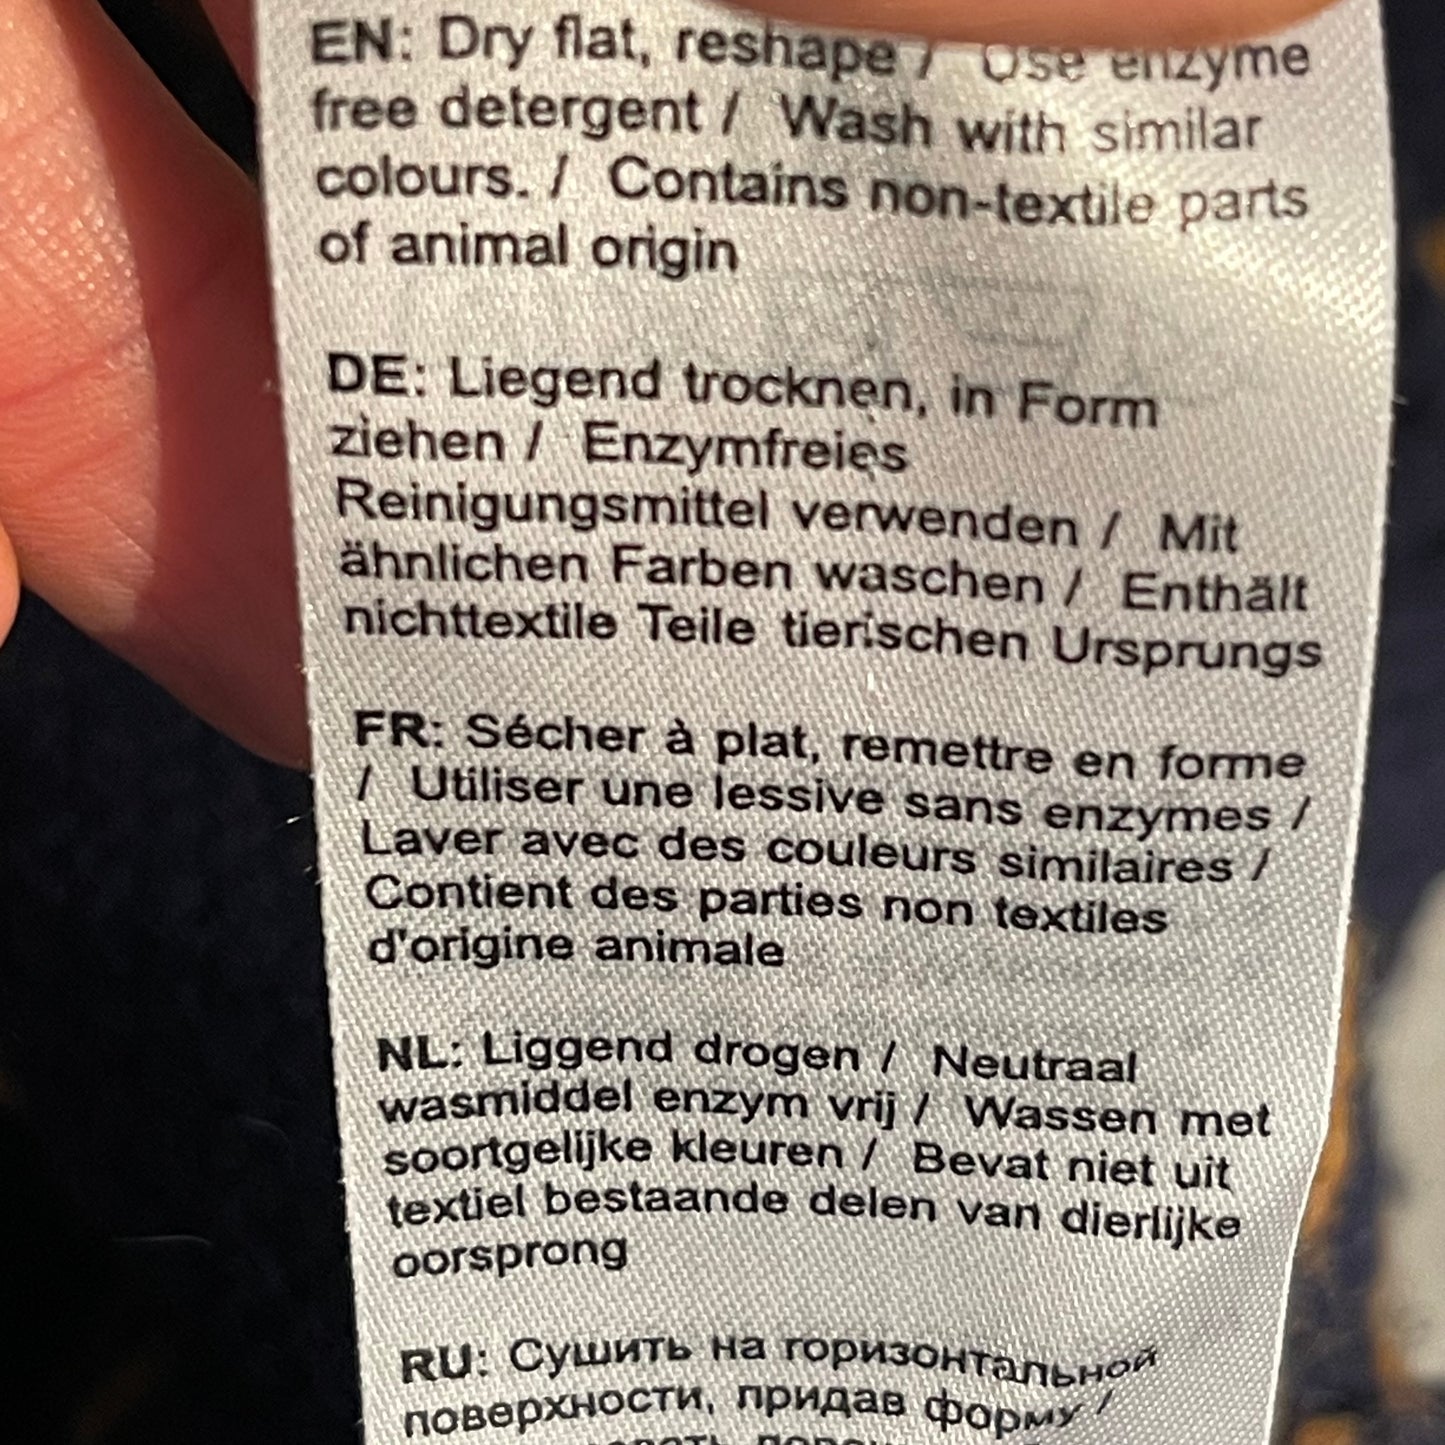 EN: Dry flat, reshape / Use enzyme
free detergent / Wash with similar
colours. / Contains non-textile parts
of animal origin
DE: Liegend trocknen, in Form
ziehen / Enzymfreies
Reinigungsmittel verwenden / Mit
ähnlichen Farben waschen / Enthält
nichttextile Teile tierischen Ursprungs
FR: Sécher à plat, remettre en forme
/ Utiliser une lessive sans enzymes /
Laver avec des couleurs similaires /
Contient des parties non textiles
d'origine animale
NL: Liggend drogen / Neutraal
wasmiddel enzym vrij / Wassen met
soortgelijke kleuren / Bevat niet uit
textiel bestaande delen van dierlijke
oorsprong
RU: Сушить на горизонтальной
поверхности, придав форму /